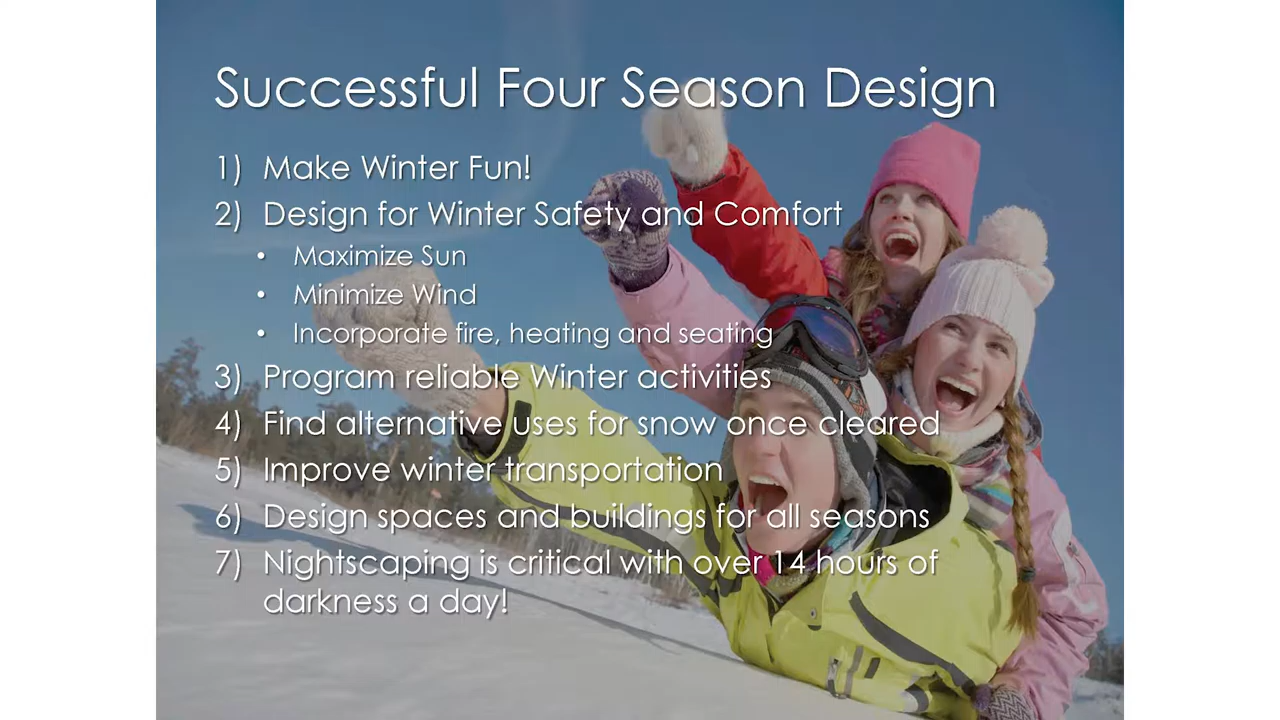 Successful Four Season Design
1) Make Winter Fun!
2) Design for Winter Safety and Comfort
• Maximize Sun
• Minimize Wind
• Incorporate fire, heating and seating
3) Program reliable Winter activities
4) Find alternative uses for snow once cleared
5) Improve winter transportation
6) Design spaces and buildings for all seasons
7) Nightscaping is critical with over 14 hours of
darkness a day!